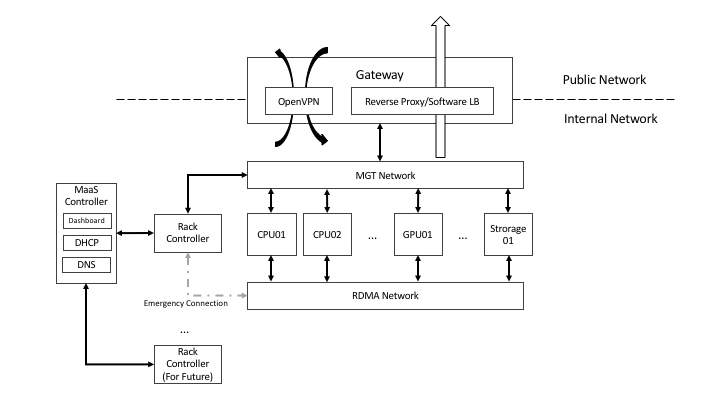 Gateway
Public Network
OpenVPN
Reverse Proxy/Software LB
Internal Network
MGT Network
MaaS
Controller
Dashboard
DHCP
DNS
Rack
Controller
CPU01
CPU02
...
GPU01
...
Strorage
01
RDMA Network
Emergency Connection
...
Rack
Controller
(For Future)